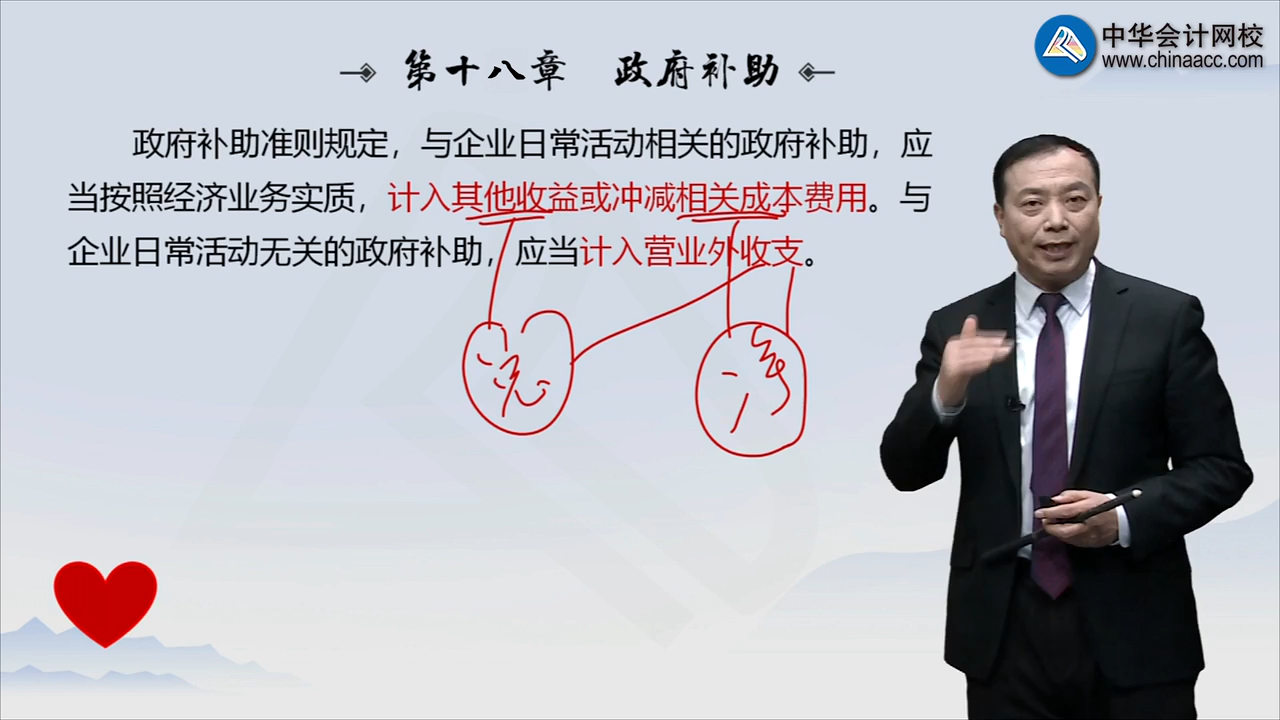 中华会计网校
www.chinaacc.com
第十八章 政府补助
政府补助准则规定，与企业日常活动相关的政府补助，应
当按照经济业务实质，计入其他收益或冲减相关成本费用。与
企业日常活动无关的政府补助，应当计入营业外收支。
总 净